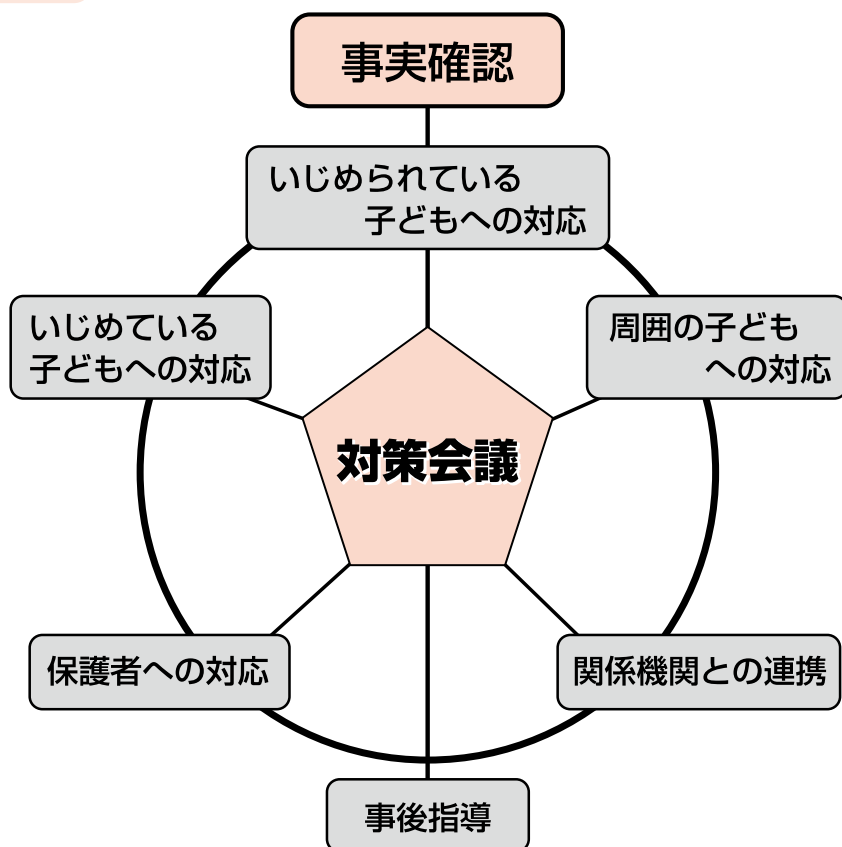 事実確認
いじめられている
子どもへの対応
いじめている
子どもへの対応
周囲の子ども
への対応
対策会議
保護者への対応
関係機関との連携
事後指導